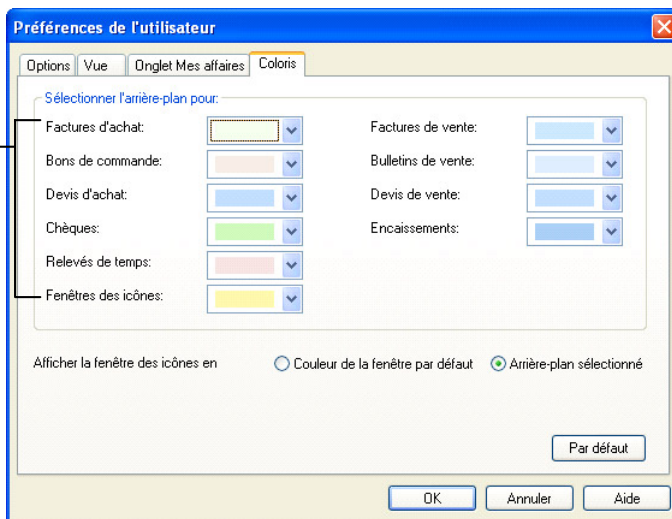 Préférences de l'utilisateur
Options Vue Onglet Mes affaires Coloris
Sélectionner l'arrière-plan pour:
Factures d'achat: Factures de vente:
Bons de commande: Bulletins de vente:
Devis d'achat: Devis de vente:
Chèques: Encaissements:
Relevés de temps:
Fenêtres des icônes:
Afficher la fenêtre des icônes en Couleur de la fenêtre par défaut Arrière-plan sélectionné
Par défaut
OK Annuler Aide